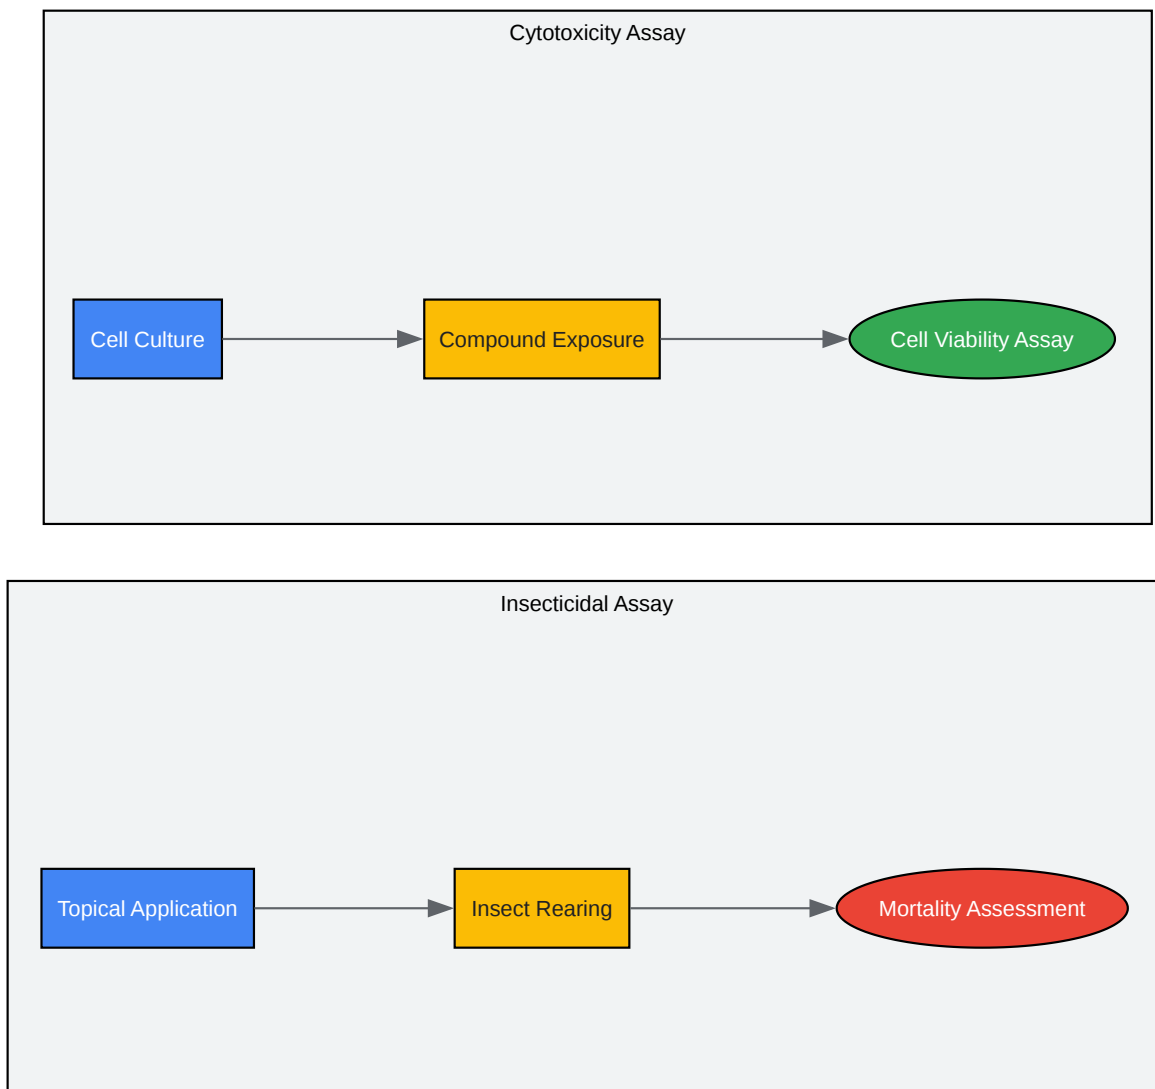 Cytotoxicity Assay
Cell Culture
Compound Exposure
Cell Viability Assay
Insecticidal Assay
Topical Application
Insect Rearing
Mortality Assessment